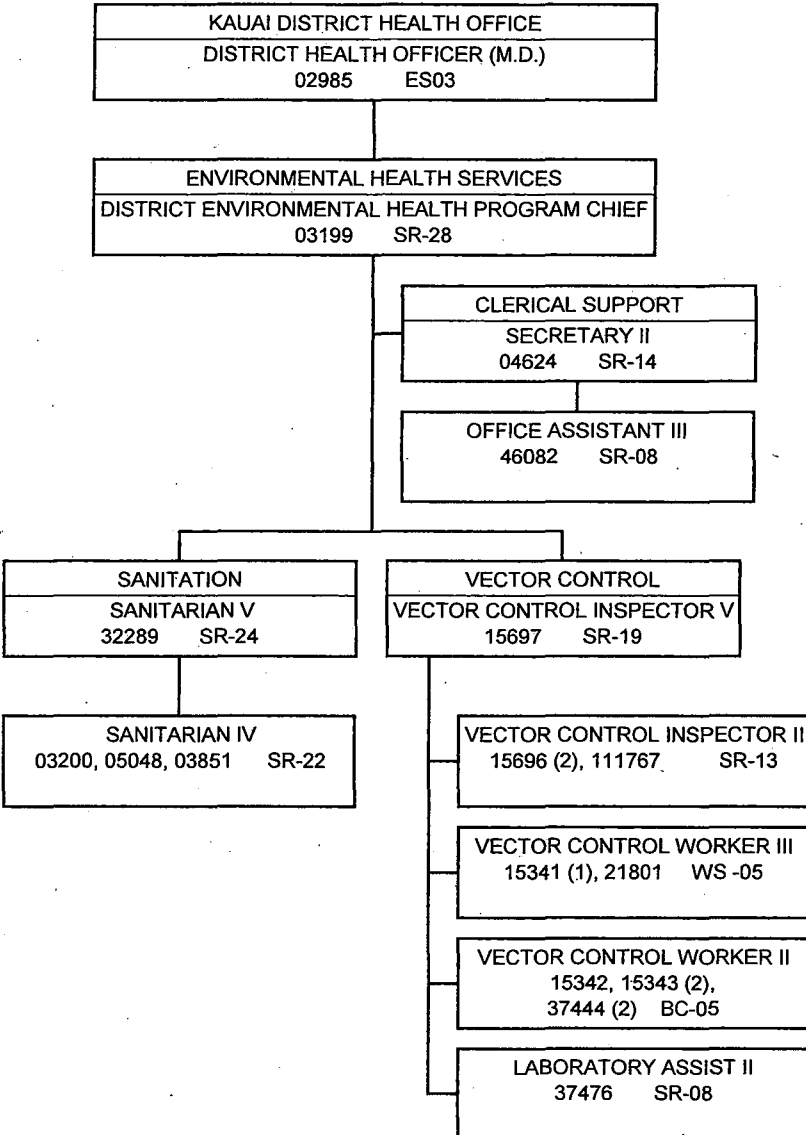 KAUAI DISTRICT HEALTH OFFICE
DISTRICT HEALTH OFFICER (M.D.)
02985 ES03
ENVIRONMENTAL HEALTH SERVICES
DISTRICT ENVIRONMENTAL HEALTH PROGRAM CHIEF
03199 SR-28
CLERICAL SUPPORT
SECRETARY II
04624 SR-14
OFFICE ASSISTANT III
46082 SR-08
SANITATION
SANITARIAN V
32289 SR-24
SANITARIAN IV
03200, 05048, 03851 SR-22
VECTOR CONTROL
VECTOR CONTROL INSPECTOR V
15697 SR-19
VECTOR CONTROL INSPECTOR II
15696 (2), 111767 SR-13
VECTOR CONTROL WORKER III
15341 (1), 21801 WS -05
VECTOR CONTROL WORKER II
15342, 15343 (2),
37444 (2) BC-05
LABORATORY ASSIST II
37476 SR-08